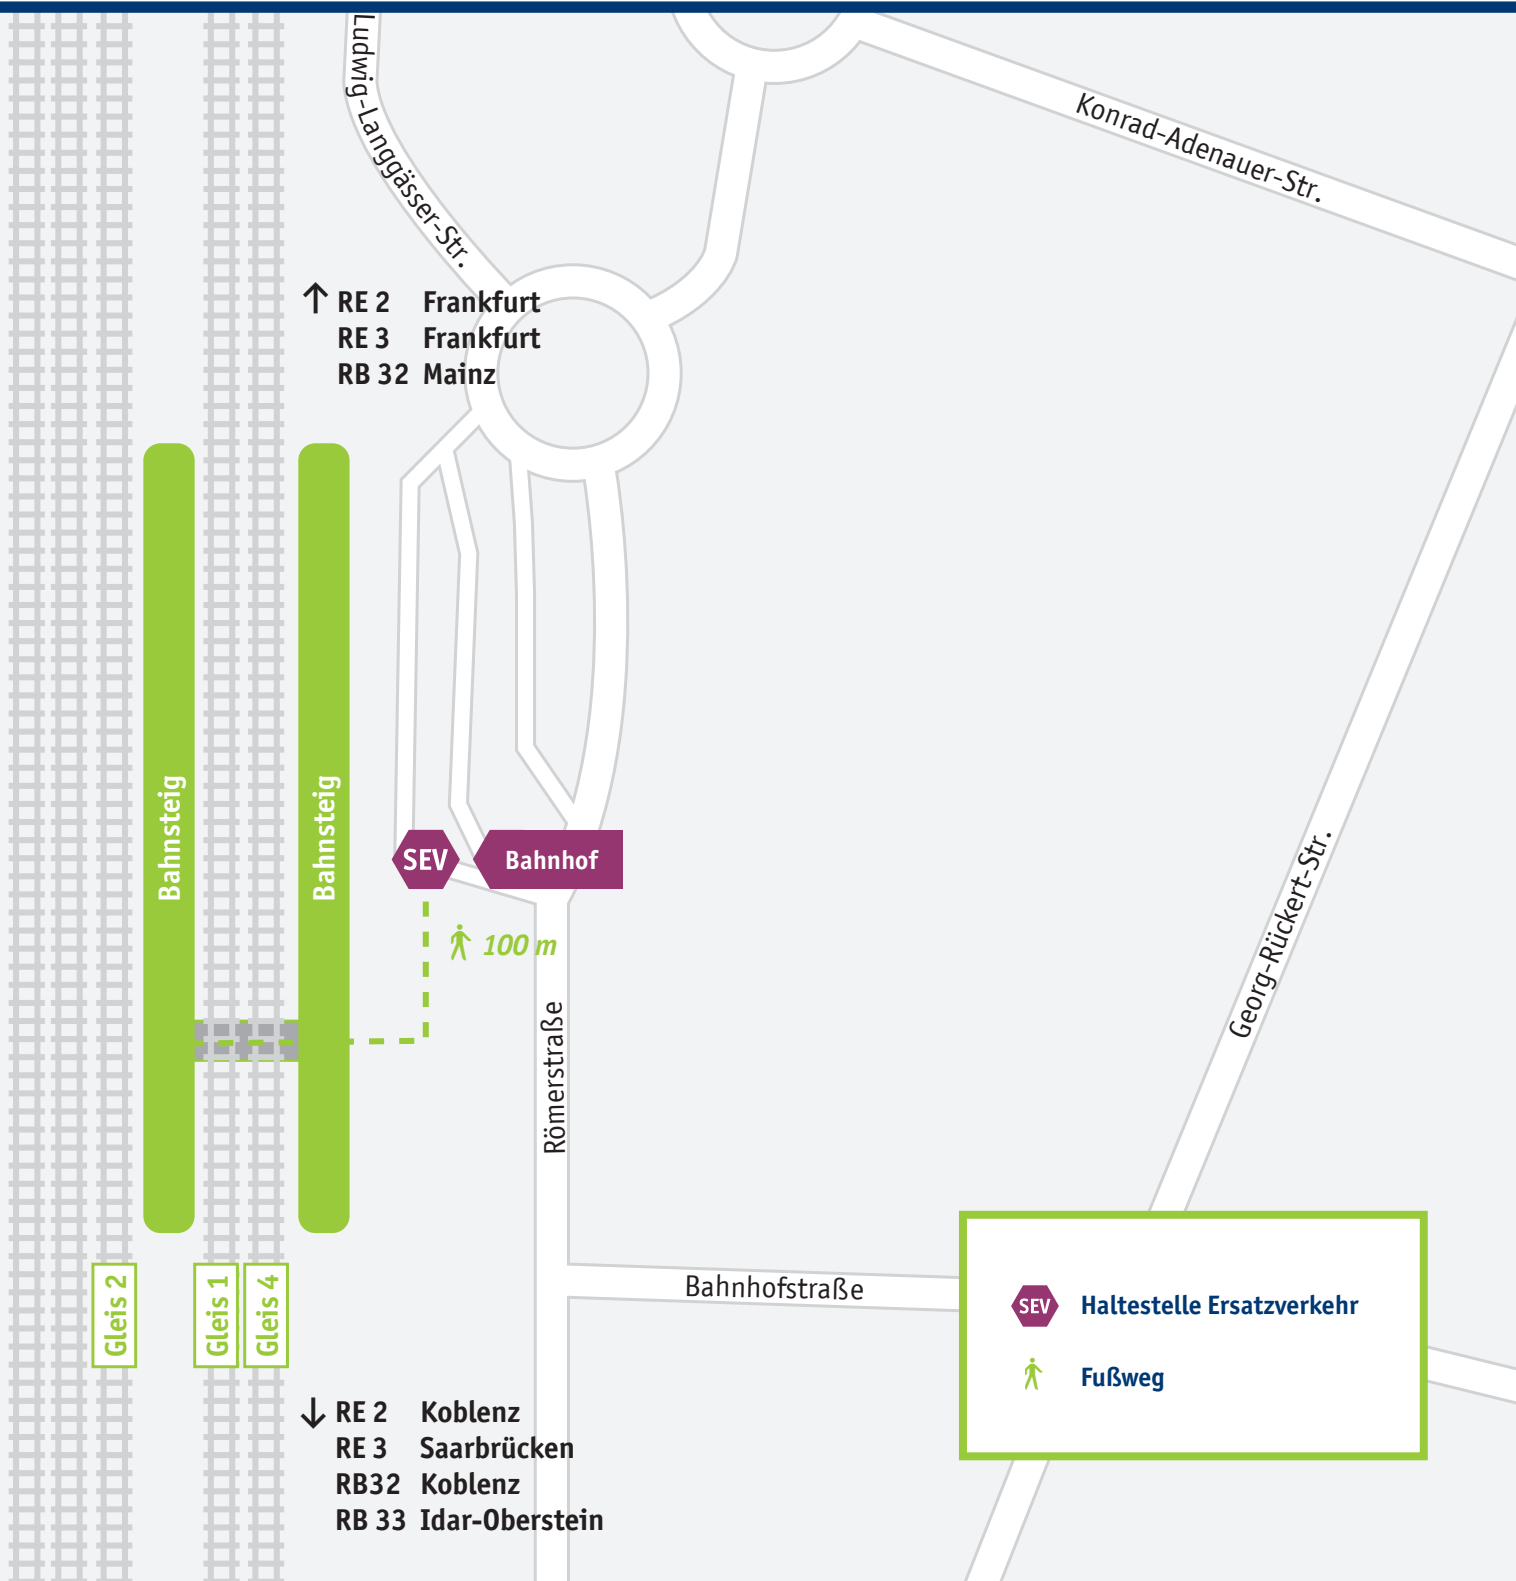 Ludwig-Langgässer-Str.
Konrad-Adenauer-Str.
↑ RE 2 Frankfurt
RE 3 Frankfurt
RB 32 Mainz
Bahnsteig
Bahnsteig
SEV
Bahnhof
100 m
Römerstraße
Georg-Rückert-Str.
Bahnhofstraße
Gleis 2
Gleis 1
Gleis 4
SEV Haltestelle Ersatzverkehr
Fußweg
↓ RE 2 Koblenz
RE 3 Saarbrücken
RB32 Koblenz
RB 33 Idar-Oberstein